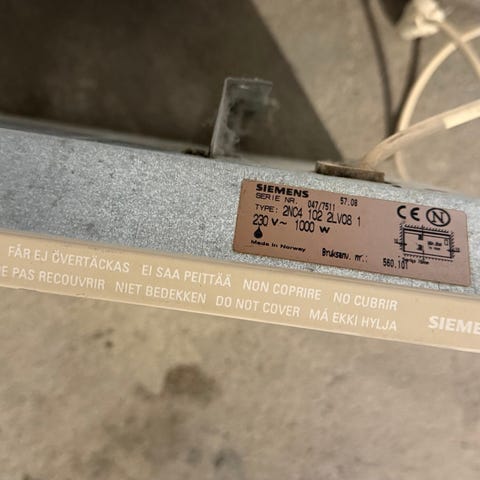 SIEMENS
SERIE NR. 047/7511 57.08
TYPE: 2NC4 102 2LV08 1
230 V~ 1000 W
Made in Norway
Bruksanv. nr.: 560.101
CE N
FÅR EJ ÖVERTÄCKAS EI SAA PEITTÄÄ NON COPRIRE NO CUBRIR
PAS RECOUVRIR NIET BEDEKKEN DO NOT COVER MÁ EKKI HYLJA
SIEME